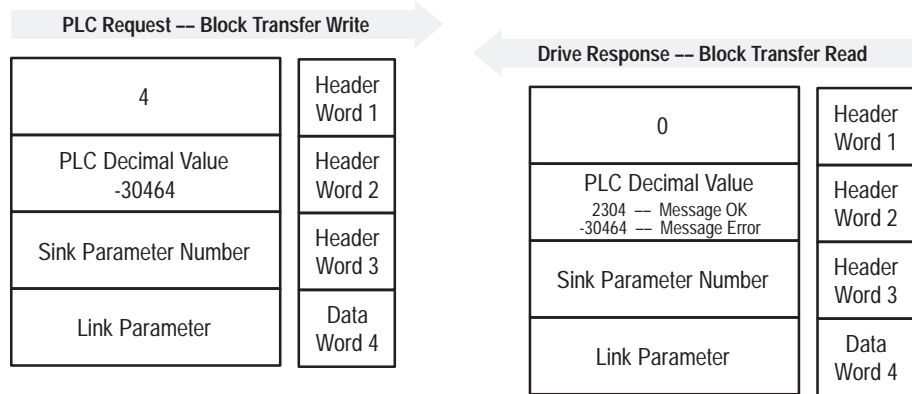 PLC Request –– Block Transfer Write
4
Header
Word 1
PLC Decimal Value
-30464
Header
Word 2
Sink Parameter Number
Header
Word 3
Link Parameter
Data
Word 4
Drive Response –– Block Transfer Read
0
Header
Word 1
PLC Decimal Value
2304 –– Message OK
-30464 –– Message Error
Header
Word 2
Sink Parameter Number
Header
Word 3
Link Parameter
Data
Word 4